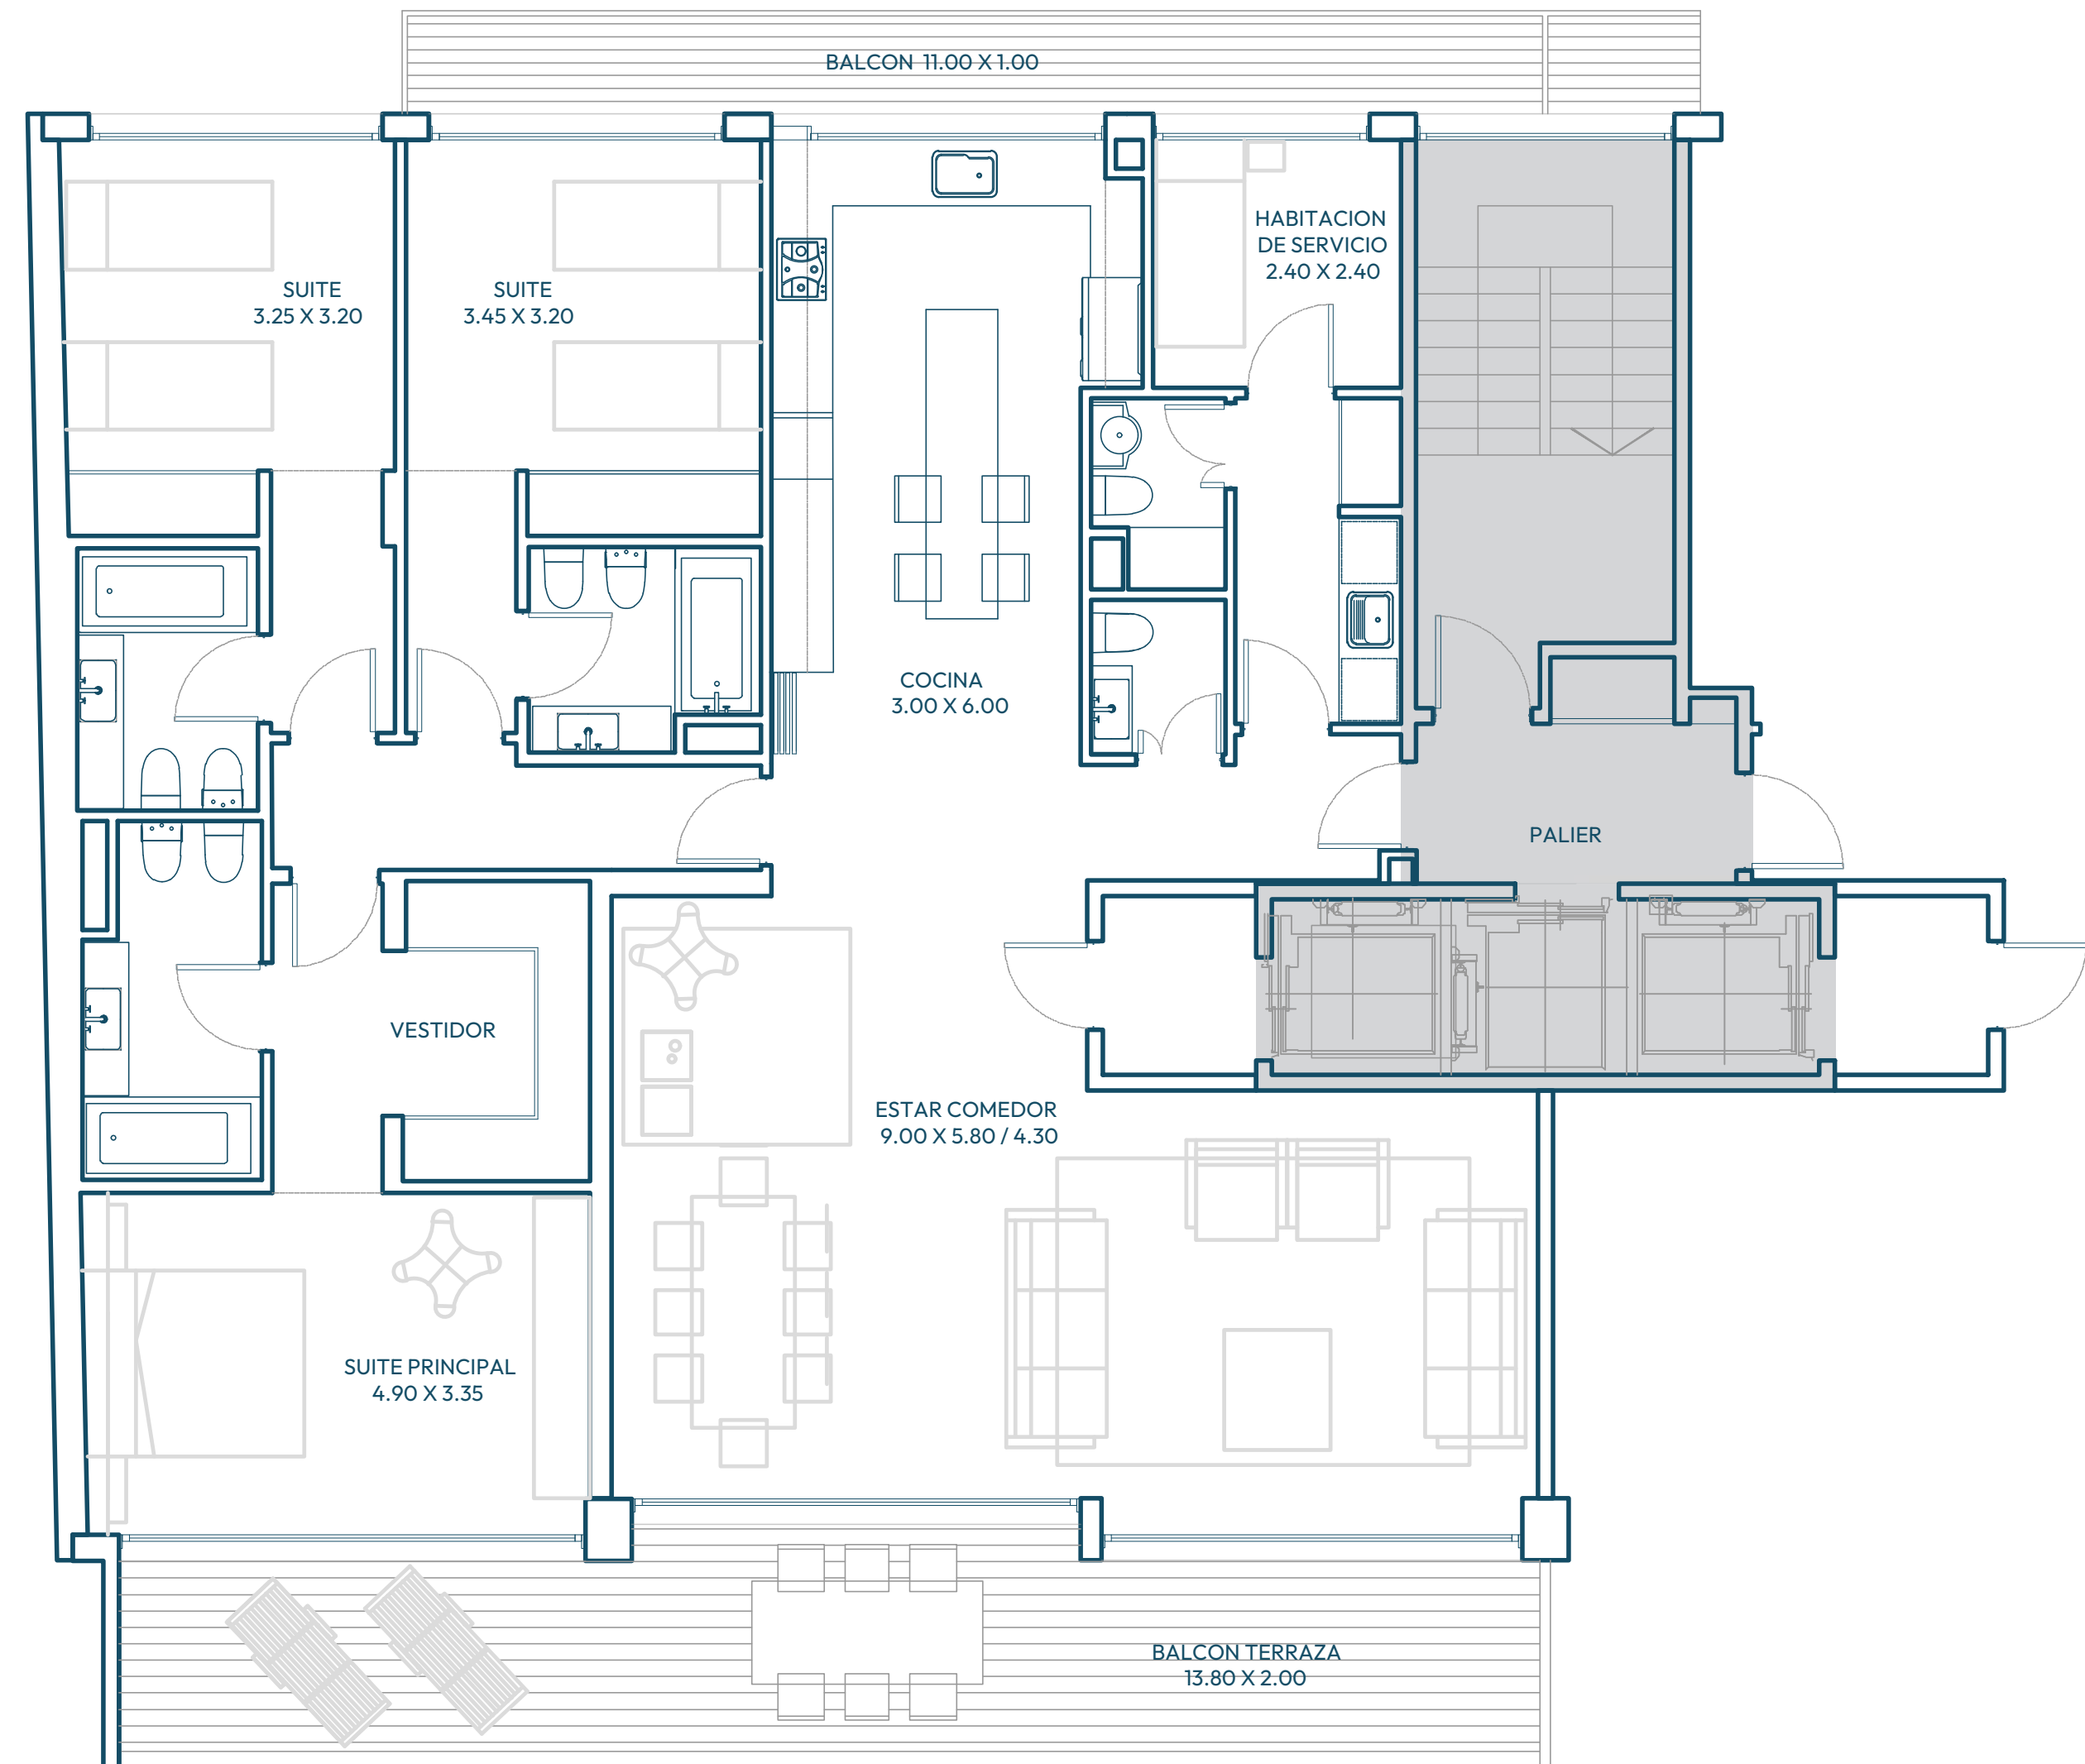 BALCON 11.00 X 1.00
HABITACION
DE SERVICIO
2.40 X 2.40
SUITE
3.25 X 3.20
SUITE
3.45 X 3.20
COCINA
3.00 X 6.00
PALIER
VESTIDOR
ESTAR COMEDOR
9.00 X 5.80 / 4.30
SUITE PRINCIPAL
4.90 X 3.35
BALCON TERRAZA
13.80 X 2.00